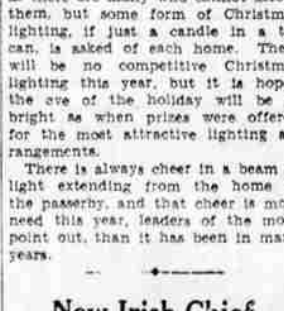 them, but some form of Christm
lighting, if just a candle in a t
can, is asked of each home. The
will be no competitive Christm
lighting this year, but it is hop
the eve of the holiday will be
bright as when prizes were offer
for the most attractive lighting a
rangements.
There is always cheer in a beam
light extending from the home
the passerby, and that cheer is mo
need this year, leaders of the mo
point out, than it has been in ma
years.
New Irish Chief